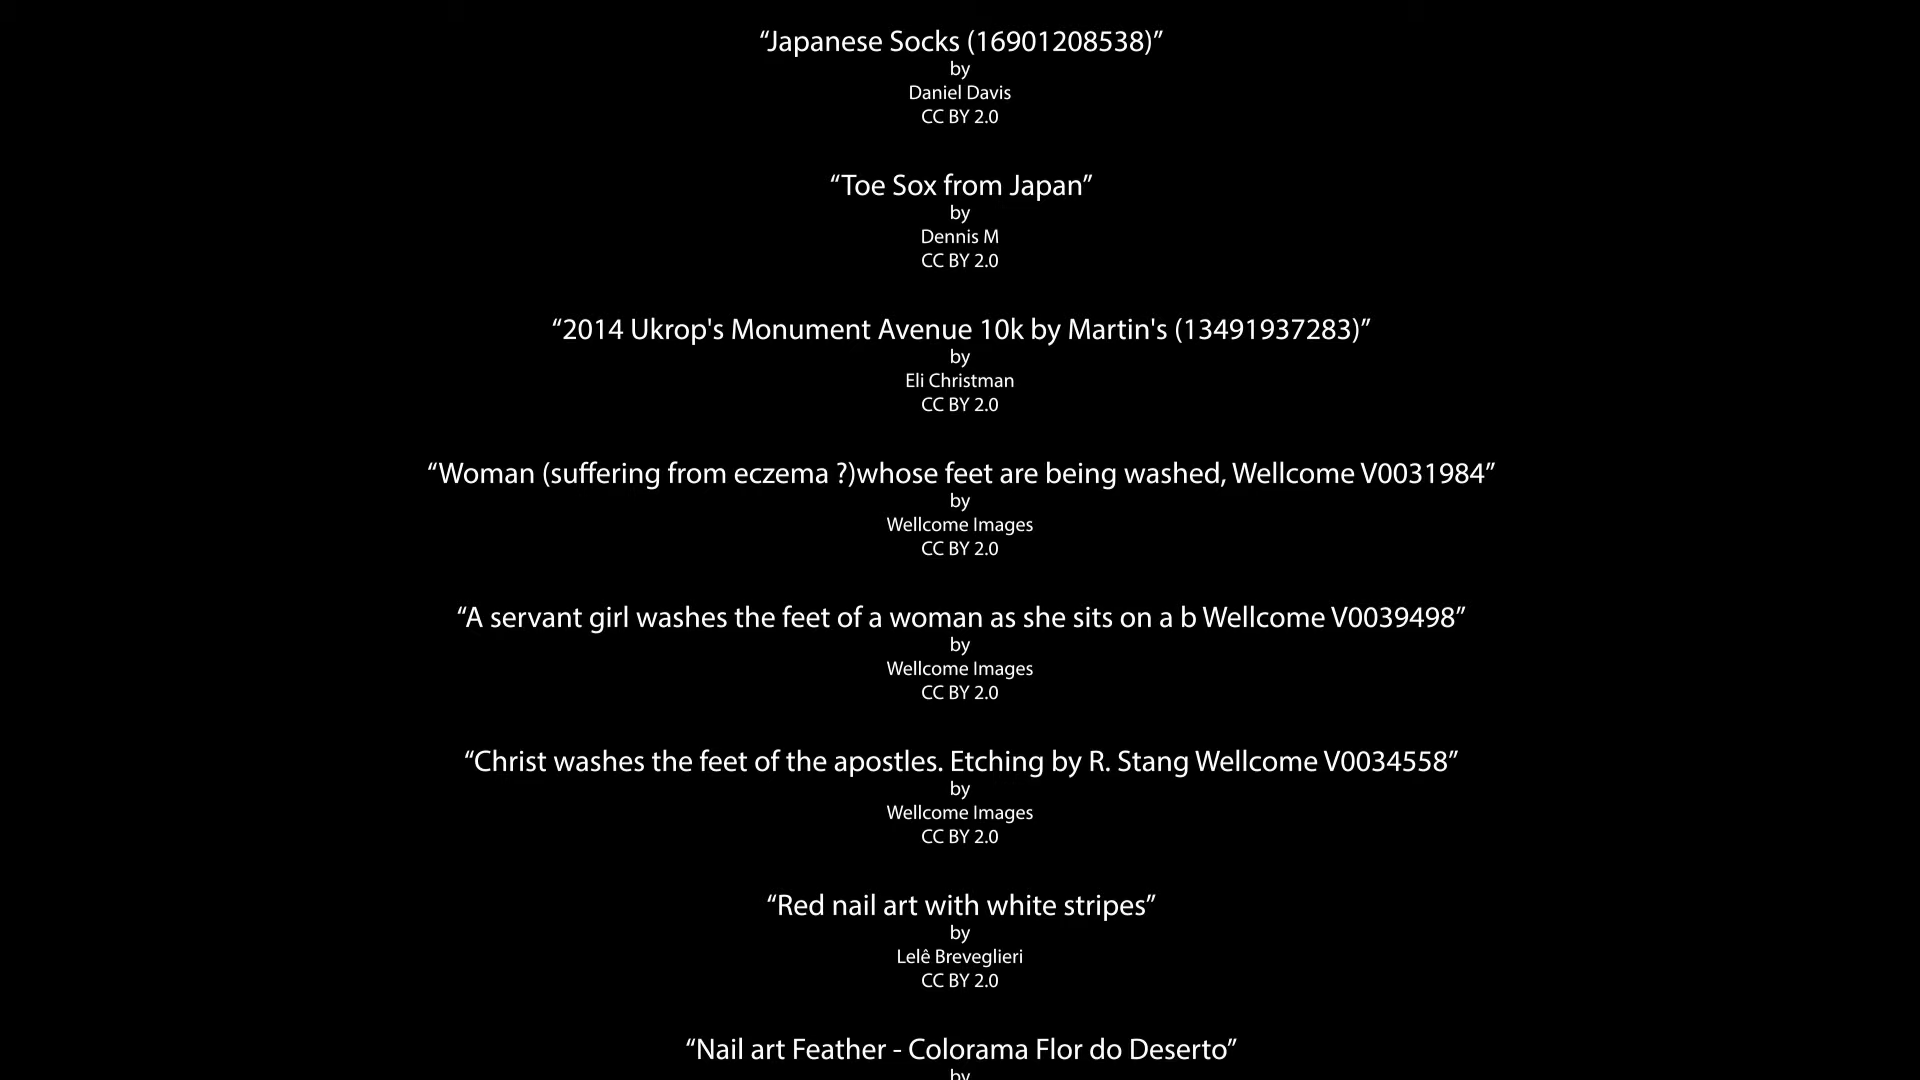 “Japanese Socks (16901208538)”
by
Daniel Davis
CC BY 2.0
“Toe Sox from Japan”
by
Dennis M
CC BY 2.0
“2014 Ukrop's Monument Avenue 10k by Martin's (13491937283)”
by
Eli Christman
CC BY 2.0
“Woman (suffering from eczema ?)whose feet are being washed, Wellcome V0031984”
by
Wellcome Images
CC BY 2.0
“A servant girl washes the feet of a woman as she sits on a b Wellcome V0039498”
by
Wellcome Images
CC BY 2.0
“Christ washes the feet of the apostles. Etching by R. Stang Wellcome V0034558”
by
Wellcome Images
CC BY 2.0
“Red nail art with white stripes”
by
Lelê Breveglieri
CC BY 2.0
“Nail art Feather - Colorama Flor do Deserto”
by